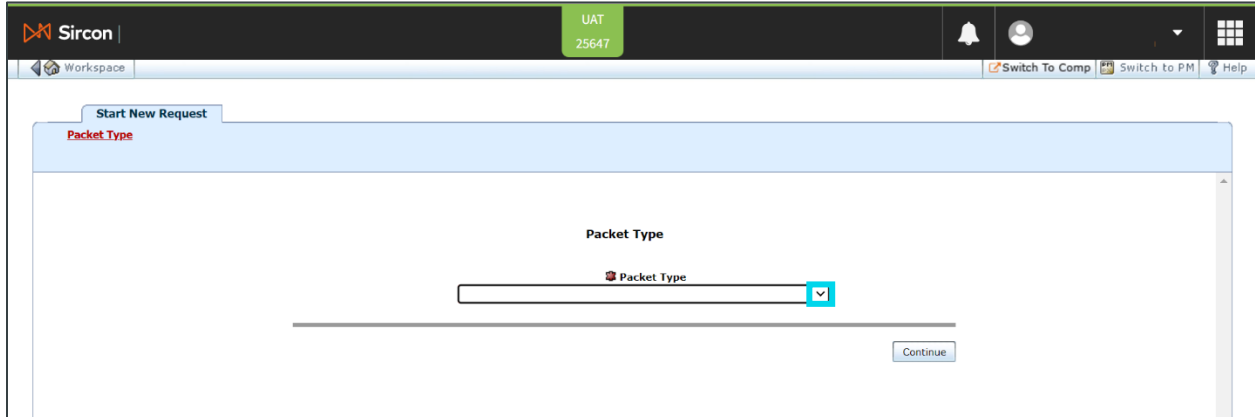 Sircon
UAT
25647
Workspace
Switch To Comp
Switch to PM
Help
Start New Request
Packet Type
Packet Type
Packet Type
Continue